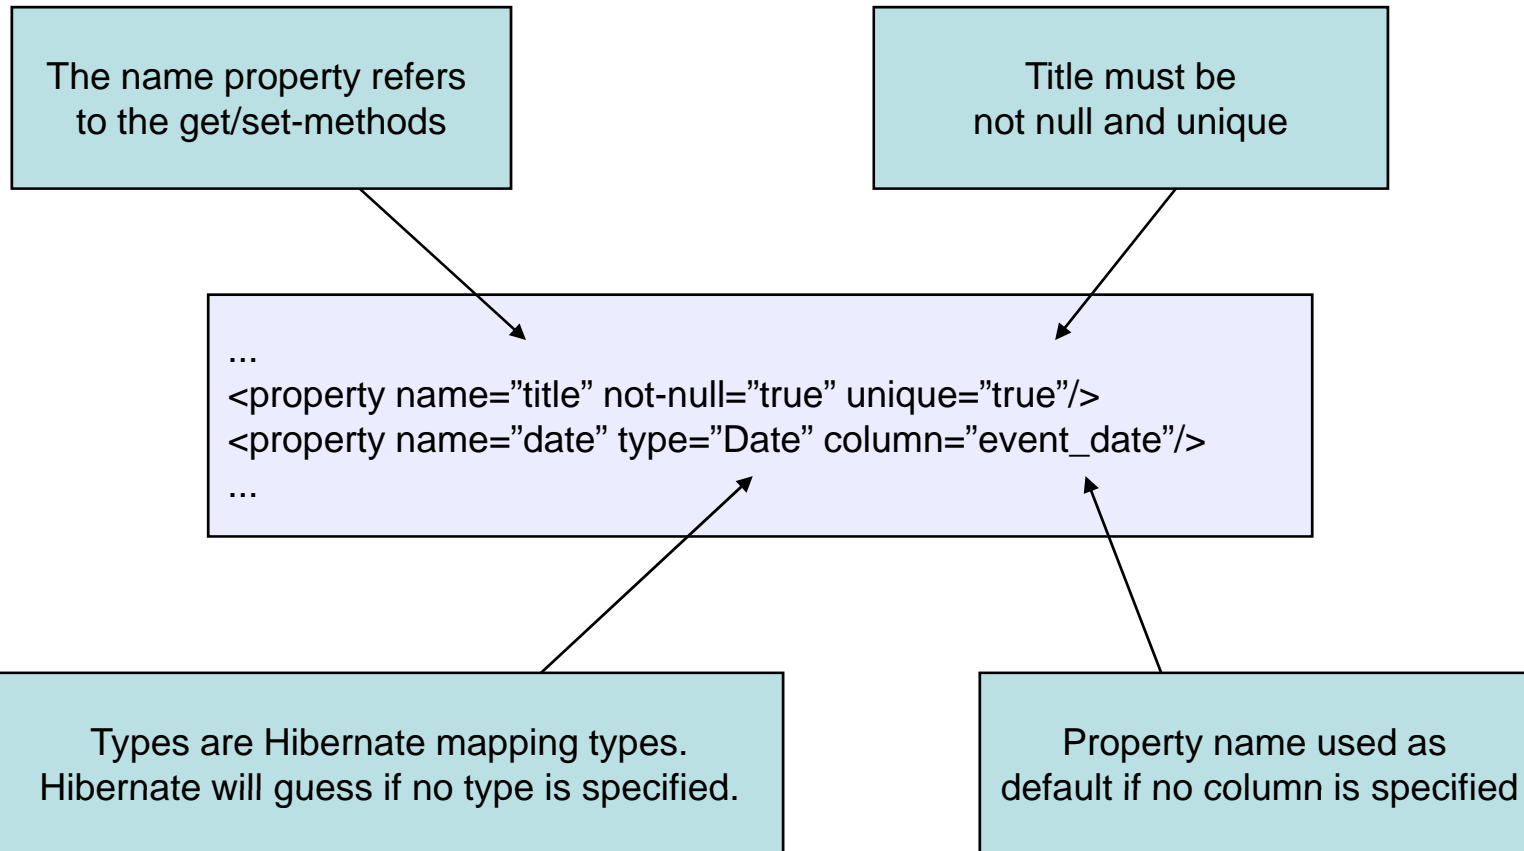 The name property refers
to the get/set-methods
Title must be
not null and unique
...
<property name=”title” not-null=”true” unique=”true”/>
<property name=”date” type=”Date” column=”event_date”/>
...
Types are Hibernate mapping types.
Hibernate will guess if no type is specified.
Property name used as
default if no column is specified